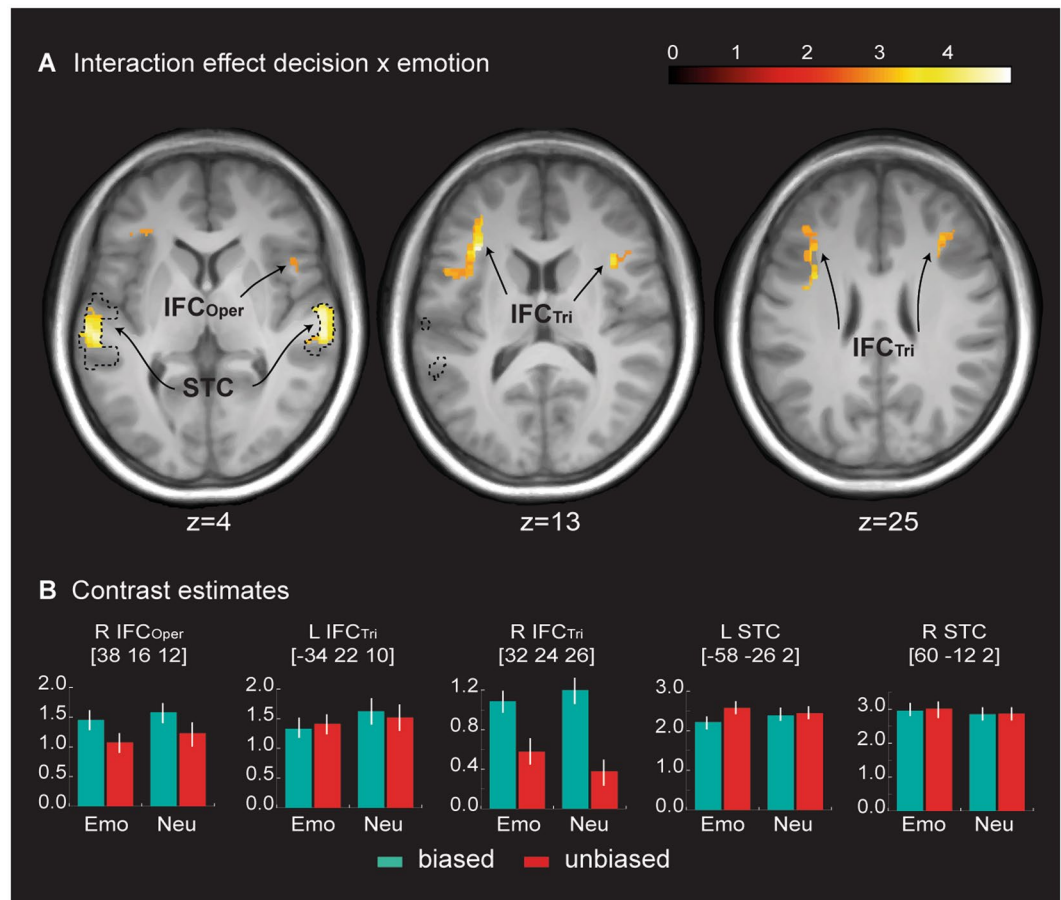 A Interaction effect decision x emotion
0 1 2 3 4
IFCOper
STC
IFCTri
IFCTri
z=4 z=13 z=25
B Contrast estimates
R IFCOper L IFCTri R IFCTri L STC R STC
[38 16 12] [-34 22 10] [32 24 26] [-58 -26 2] [60 -12 2]
2.0
1.5
1.0
0.5
0.0
Emo Neu
2.0
1.5
1.0
0.5
0.0
Emo Neu
1.2
0.8
0.4
0.0
Emo Neu
3.0
2.0
1.0
0.0
Emo Neu
3.0
2.0
1.0
0.0
Emo Neu
biased unbiased